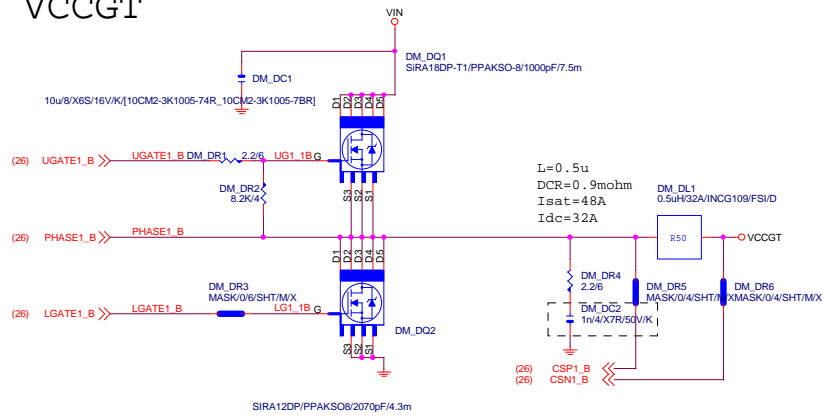 VCCGT
VIN
DM_DQ1
SiRA18DP-T1/PPAKSO-8/1000pF/7.5m
DM_DC1
10u/8/X6S/16V/K/[10CM2-3K1005-74R_10CM2-3K1005-7BR]
D1
D2
D3
D4
D5
(26) UGATE1_B
UGATE1_B
DM_DR1
2.2/6
UG1_1B
G
S3
S2
S1
DM_DR2
8.2K/4
L=0.5u
DCR=0.9mohm
Isat=48A
Idc=32A
DM_DL1
0.5uH/32A/INCG109/FSI/D
R50
VCCGT
(26) PHASE1_B
PHASE1_B
D1
D2
D3
D4
D5
DM_DR3
MASK/0/6/SHT/M/X
(26) LGATE1_B
LGATE1_B
LG1_1B
G
DM_DQ2
S3
S2
S1
DM_DR4
2.2/6
DM_DR5
MASK/0/4/SHT/M/X
DM_DR6
MASK/0/4/SHT/M/X
DM_DC2
1n/4/X7R/50V/K
(26) CSP1_B
(26) CSN1_B
SIRA12DP/PPAKSO8/2070pF/4.3m